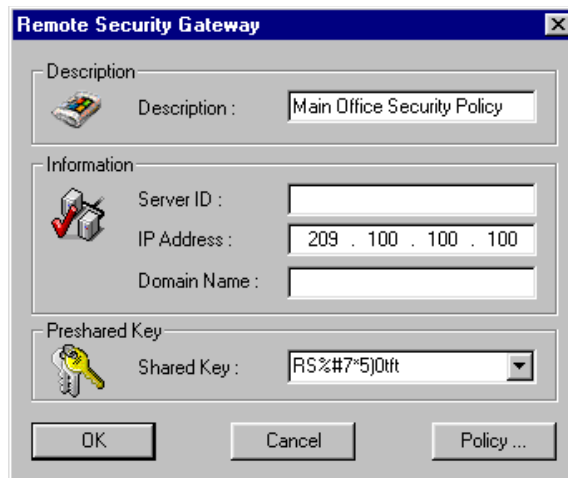 Remote Security Gateway
Description
Description : Main Office Security Policy
Information
Server ID :
IP Address : 209 . 100 . 100 . 100
Domain Name :
Preshared Key
Shared Key : RS%#7*5)0tft
OK Cancel Policy ...